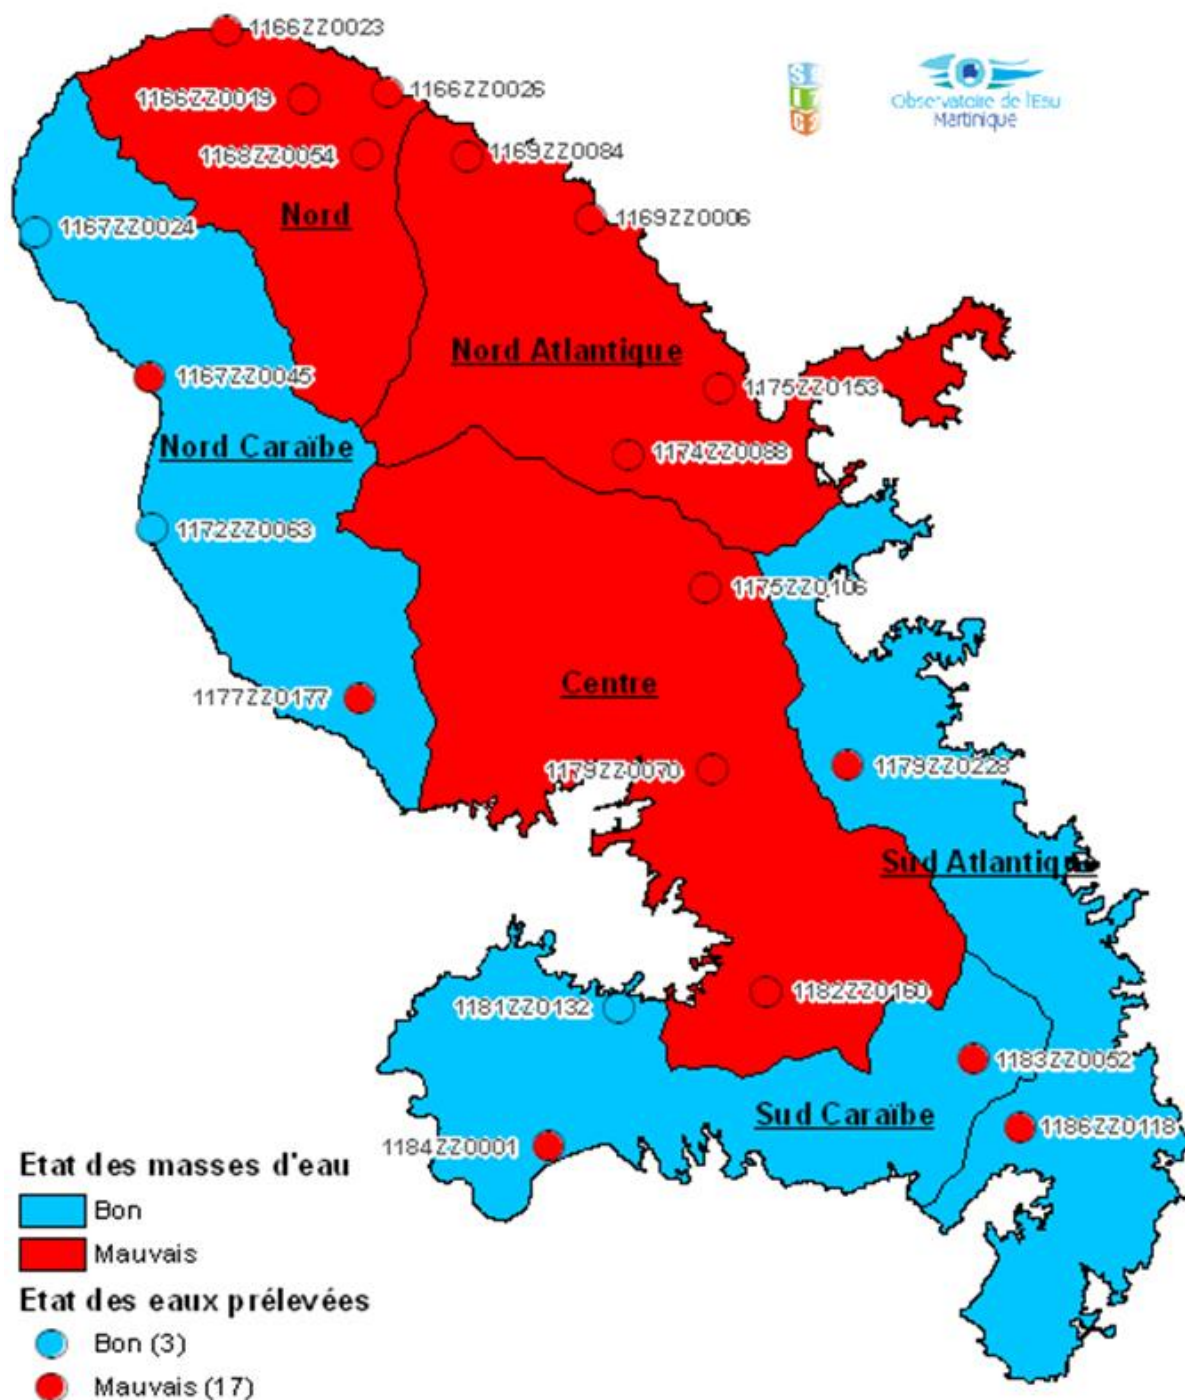 1166ZZ0023
1166ZZ0019
1166ZZ0026
Observatoire de l'Eau
Martinique
1168ZZ0054
1169ZZ0084
Nord
1169ZZ0006
1167ZZ0024
Nord Atlantique
1167ZZ0045
1175ZZ0153
Nord Caraïbe
1174ZZ0088
1172ZZ0063
1175ZZ0106
Centre
1177ZZ0177
1179ZZ0070
1179ZZ0228
Sud Atlantique
1182ZZ0160
1181ZZ0132
1183ZZ0052
Sud Caraïbe
1186ZZ0118
1184ZZ0001
Etat des masses d'eau
Bon
Mauvais
Etat des eaux prélevées
Bon (3)
Mauvais (17)